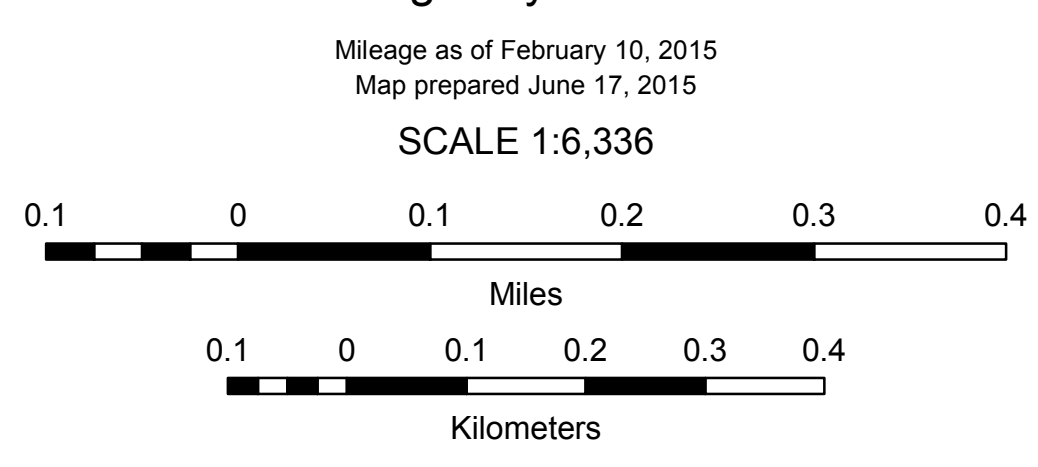 Mileage as of February 10, 2015
Map prepared June 17, 2015
SCALE 1:6,336
0.1 0 0.1 0.2 0.3 0.4
Miles
0.1 0 0.1 0.2 0.3 0.4
Kilometers